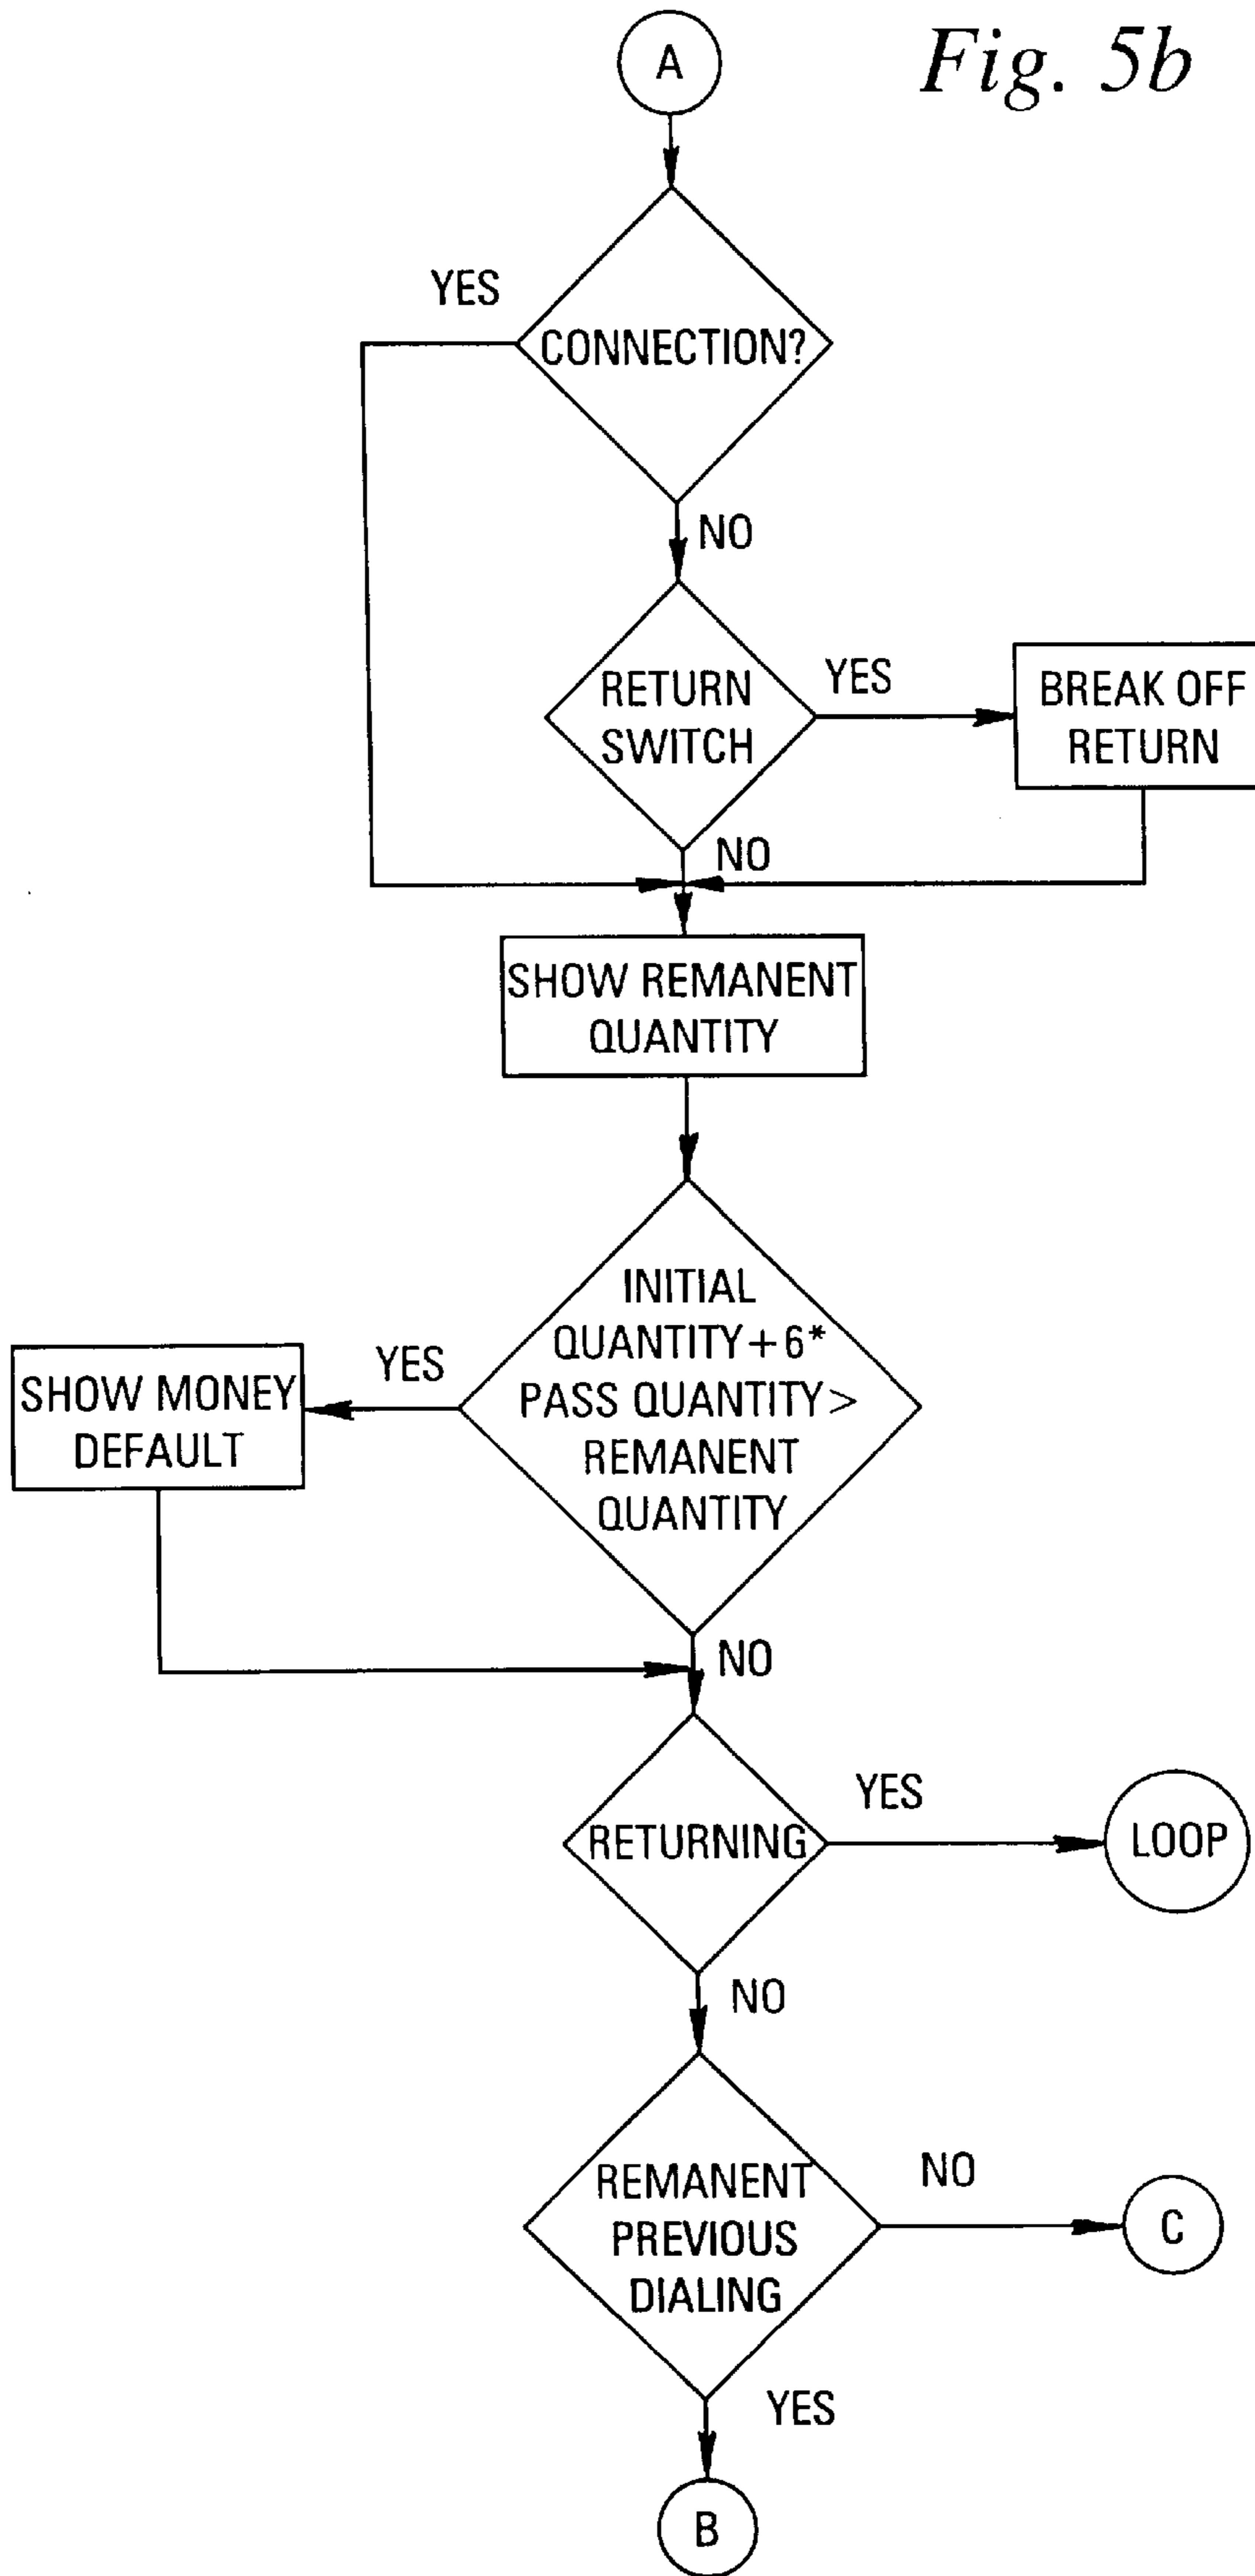 Fig. 5b
A
YES
CONNECTION?
NO
RETURN
SWITCH
YES
BREAK OFF
RETURN
NO
SHOW REMANENT
QUANTITY
INITIAL
QUANTITY+6*
PASS QUANTITY>
REMANENT
QUANTITY
YES
SHOW MONEY
DEFAULT
NO
RETURNING
YES
LOOP
NO
REMANENT
PREVIOUS
DIALING
NO
C
YES
B